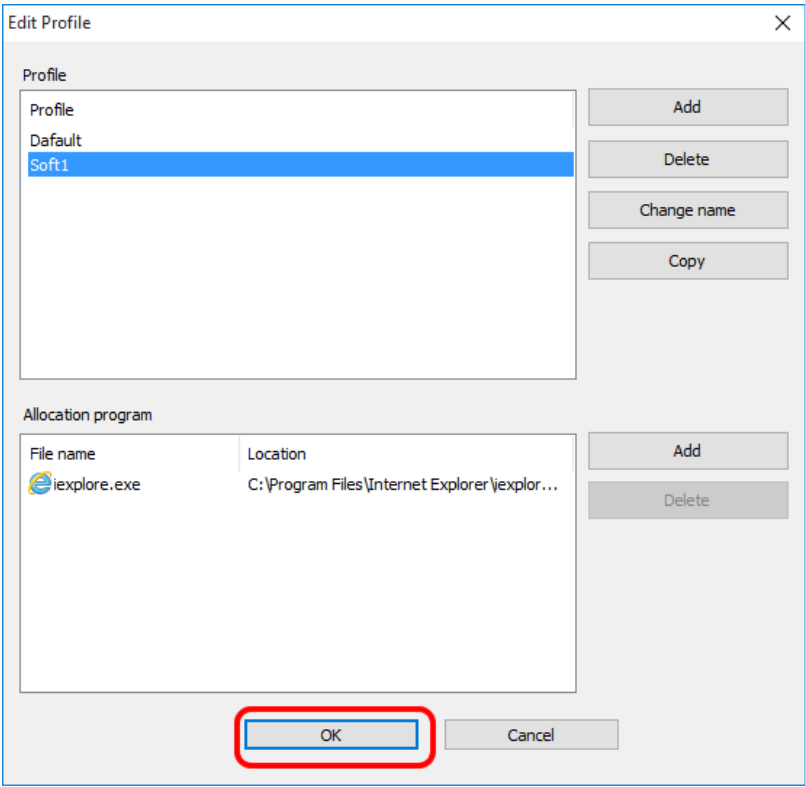 Edit Profile
Profile
Profile
Dafault
Soft1
Add
Delete
Change name
Copy
Allocation program
File name Location
iexplore.exe C:\Program Files\Internet Explorer\iexplor...
Add
Delete
OK Cancel